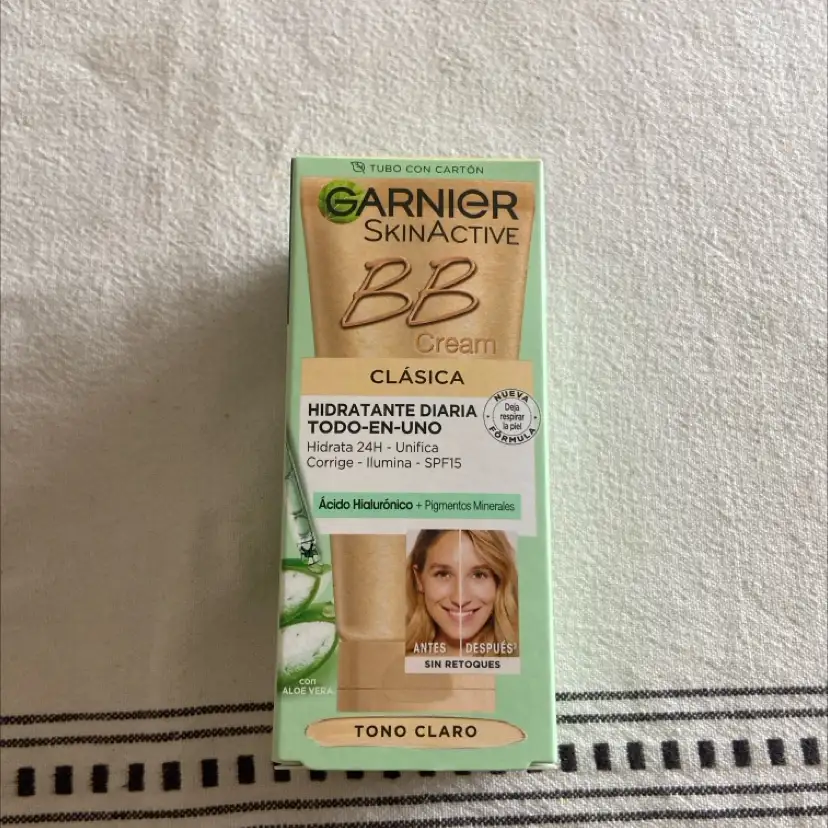 TUBO CON CARTÓN
GARNIER
SKINACTIVE
BB
Cream
CLÁSICA
HIDRATANTE DIARIA
TODO-EN-UNO
Hidrata 24H - Unifica
Corrige - Ilumina - SPF15
NUEVA
Deja
respirar
la piel
FÓRMULA
Ácido Hialurónico + Pigmentos Minerales
ANTES DESPUÉS¹
SIN RETOQUES
con
ALOE VERA
TONO CLARO